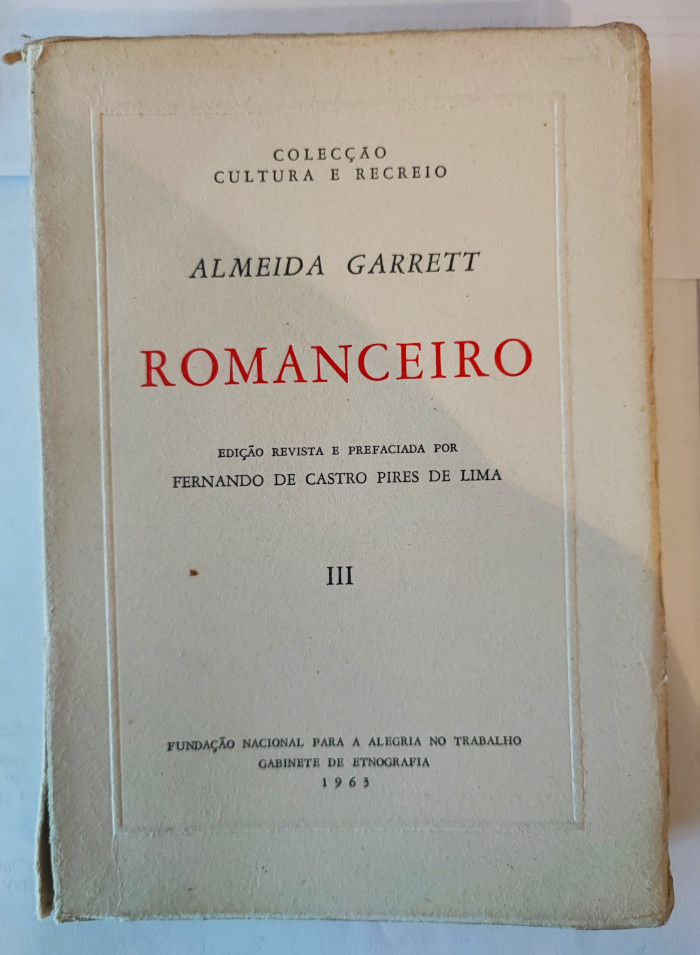 COLECÇÃO
CULTURA E RECREIO
ALMEIDA GARRETT
ROMANCEIRO
EDIÇÃO REVISTA E PREFACIADA POR
FERNANDO DE CASTRO PIRES DE LIMA
III
FUNDAÇÃO NACIONAL PARA A ALEGRIA NO TRABALHO
GABINETE DE ETNOGRAFIA
1963